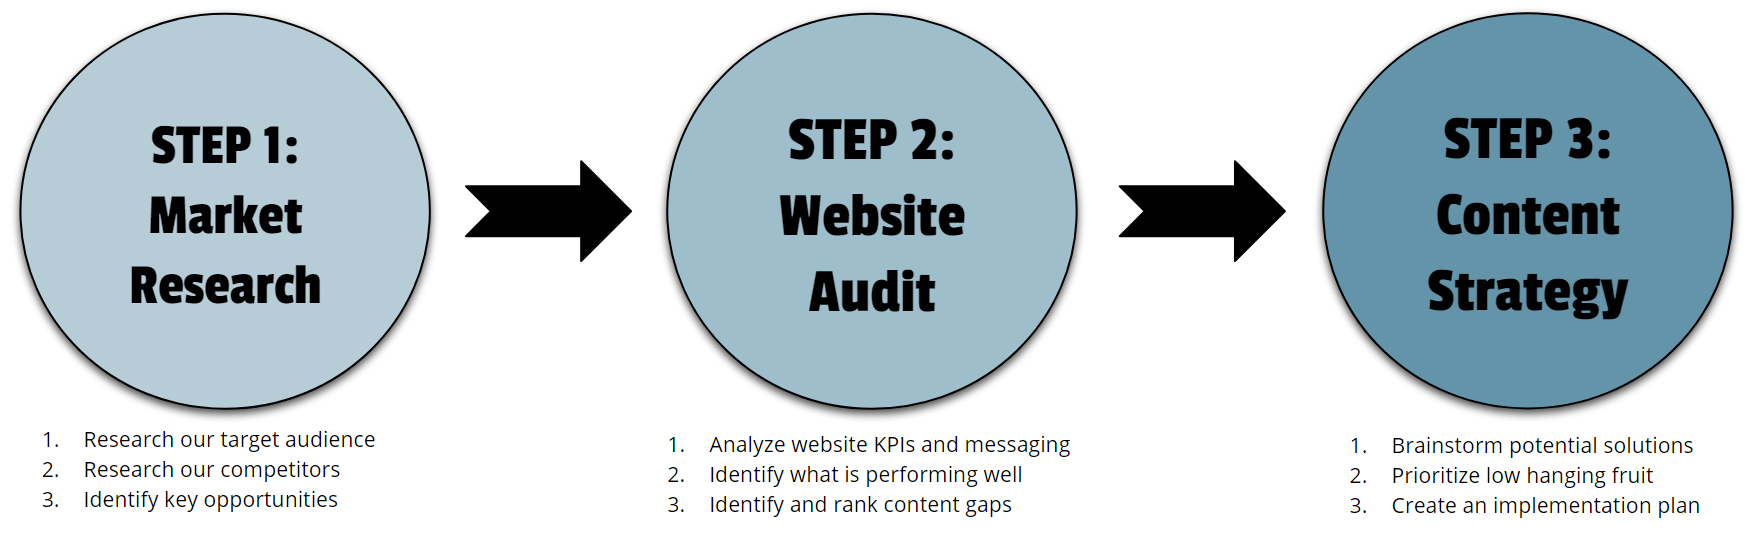 STEP 1:
Market
Research
1. Research our target audience
2. Research our competitors
3. Identify key opportunities
STEP 2:
Website
Audit
1. Analyze website KPIs and messaging
2. Identify what is performing well
3. Identify and rank content gaps
STEP 3:
Content
Strategy
1. Brainstorm potential solutions
2. Prioritize low hanging fruit
3. Create an implementation plan